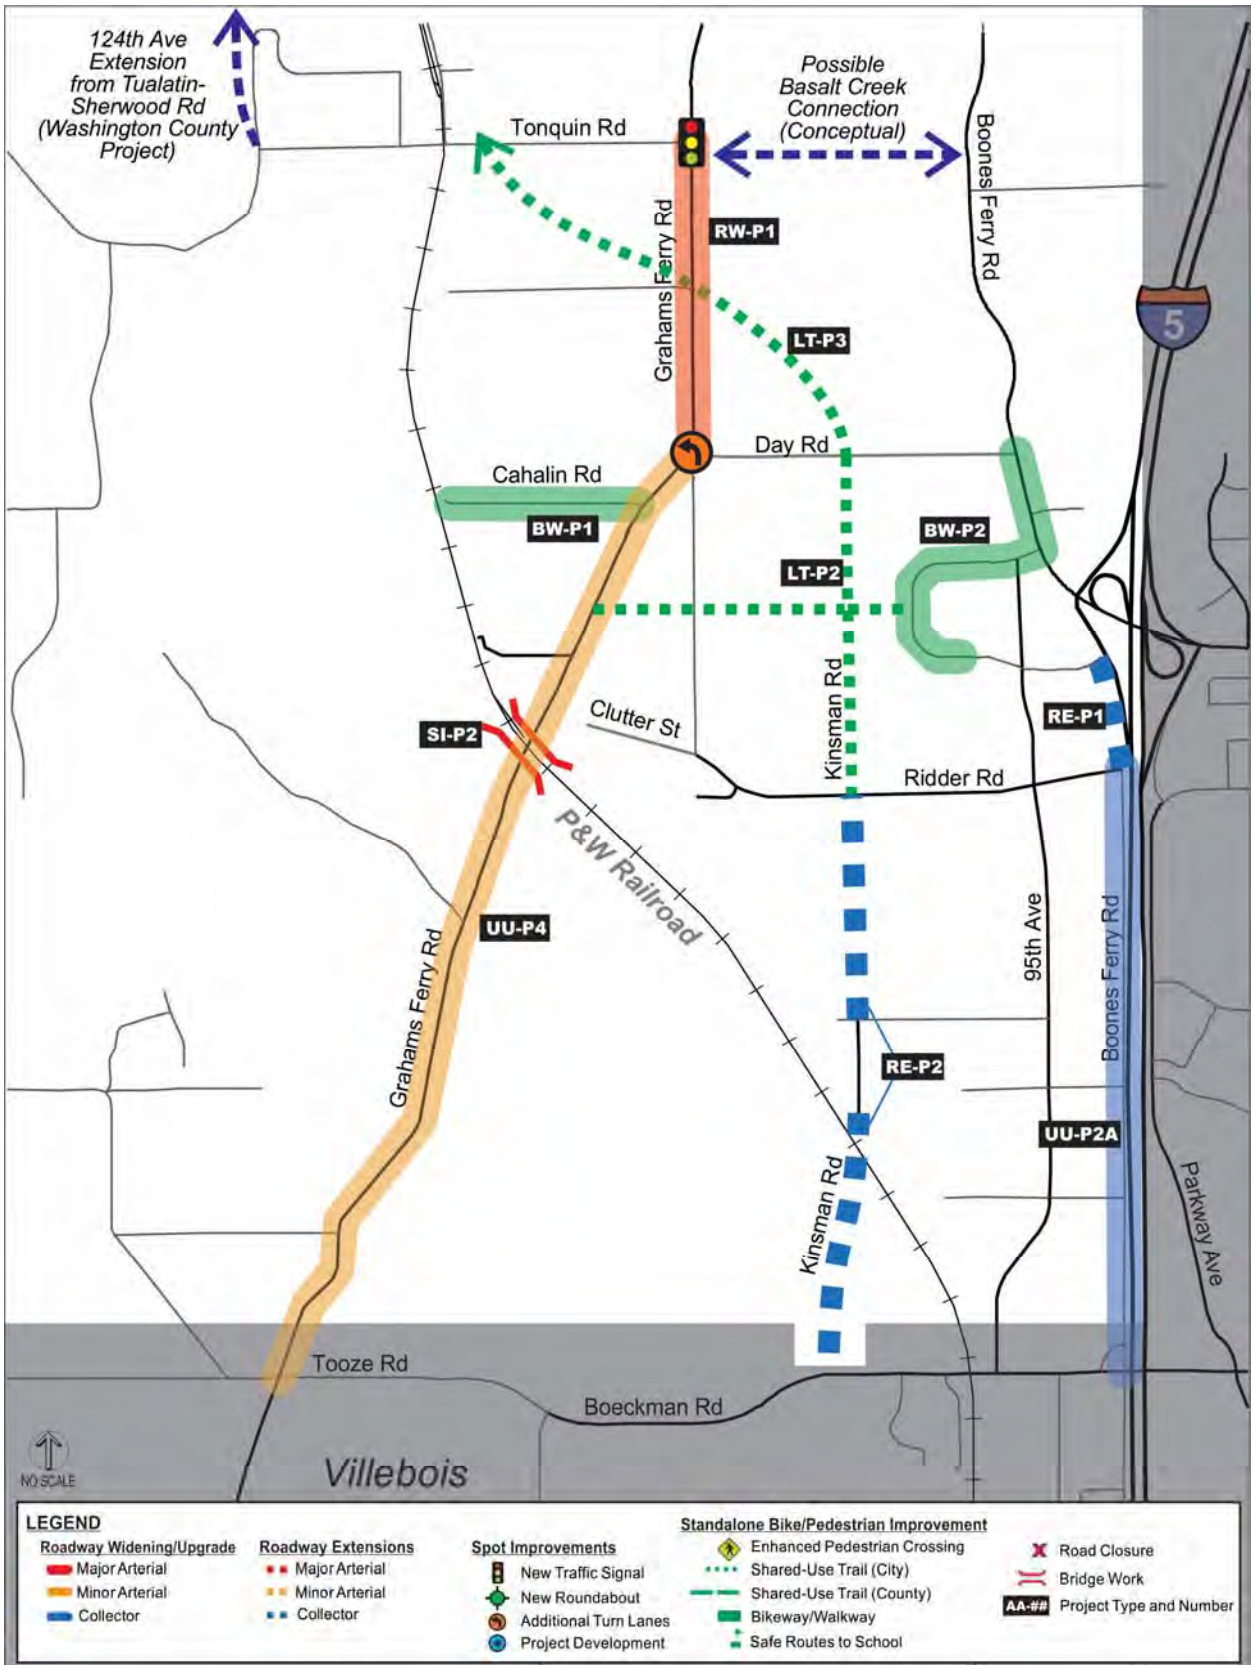 124th Ave
Extension
from Tualatin-
Sherwood Rd
(Washington County
Project)
Possible
Basalt Creek
Connection
(Conceptual)
Tonquin Rd
Boones Ferry Rd
RW-P1
Grahams Ferry Rd
5
LT-P3
Day Rd
Cahalin Rd
BW-P1
BW-P2
LT-P2
Kinsman Rd
Clutter St
SI-P2
RE-P1
Ridder Rd
P&W Railroad
UU-P4
95th Ave
Boones Ferry Rd
Grahams Ferry Rd
RE-P2
UU-P2A
Kinsman Rd
Parkway Ave
Tooze Rd
Boeckman Rd
NO SCALE
Villebois
LEGEND
Roadway Widening/Upgrade
Major Arterial
Minor Arterial
Collector
Roadway Extensions
Major Arterial
Minor Arterial
Collector
Spot Improvements
New Traffic Signal
New Roundabout
Additional Turn Lanes
Project Development
Standalone Bike/Pedestrian Improvement
Enhanced Pedestrian Crossing
Shared-Use Trail (City)
Shared-Use Trail (County)
Bikeway/Walkway
Safe Routes to School
Road Closure
Bridge Work
AA-## Project Type and Number